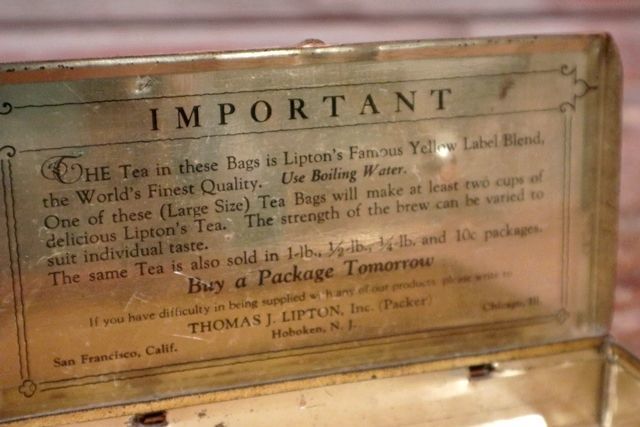 IMPORTANT
THE Tea in these Bags is Lipton's Famous Yellow Label Blend,
the World's Finest Quality. Use Boiling Water.
One of these (Large Size) Tea Bags will make at least two cups of
delicious Lipton's Tea. The strength of the brew can be varied to
suit individual taste.
The same Tea is also sold in 1-lb., ½-lb., ¼-lb. and 10c packages.
Buy a Package Tomorrow
If you have difficulty in being supplied with any of our products, please write to
THOMAS J. LIPTON, Inc. (Packer)
San Francisco, Calif. Hoboken, N. J. Chicago, Ill.